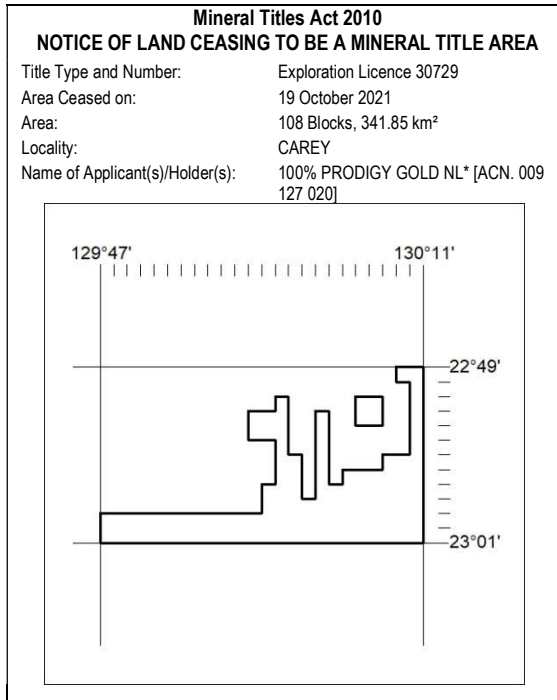 Mineral Titles Act 2010
NOTICE OF LAND CEASING TO BE A MINERAL TITLE AREA
Title Type and Number: Exploration Licence 30729
Area Ceased on: 19 October 2021
Area: 108 Blocks, 341.85 km²
Locality: CAREY
Name of Applicant(s)/Holder(s): 100% PRODIGY GOLD NL* [ACN. 009
127 020]
129°47' 130°11'
22°49'
23°01'